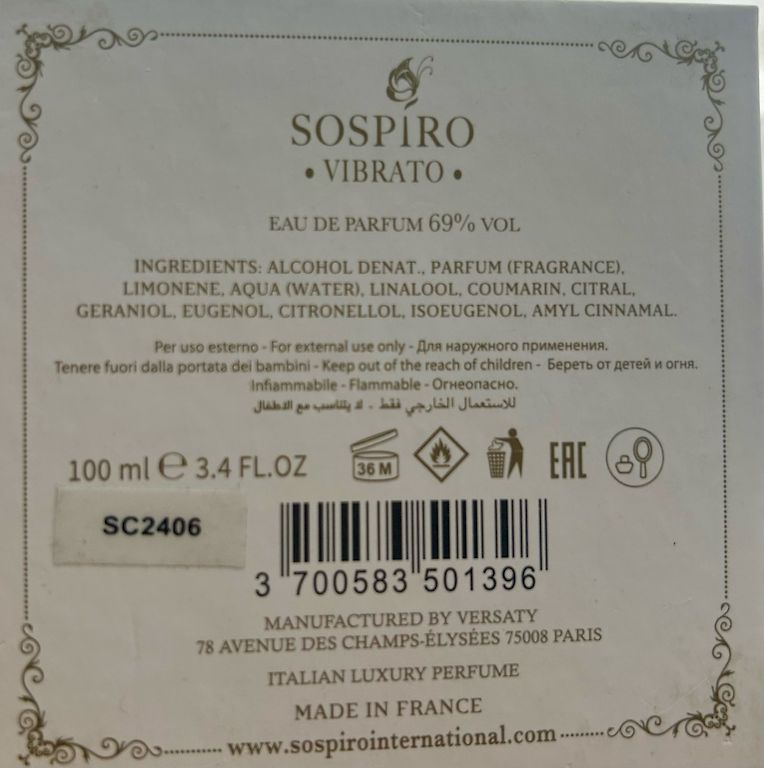 SOSPIRO
• VIBRATO •
EAU DE PARFUM 69% VOL
INGREDIENTS: ALCOHOL DENAT., PARFUM (FRAGRANCE),
LIMONENE, AQUA (WATER), LINALOOL, COUMARIN, CITRAL,
GERANIOL, EUGENOL, CITRONELLOL, ISOEUGENOL, AMYL CINNAMAL.
Per uso esterno - For external use only - Для наружного применения.
Tenere fuori dalla portata dei bambini - Keep out of the reach of children - Беречь от детей и огня.
Infiammabile - Flammable - Огнеопасно.
للاستعمال الخارجي فقط - لا يتناسب مع الاطفال
100 ml ℮ 3.4 FL.OZ
36 M
EAC
SC2406
3 700583 501396
MANUFACTURED BY VERSATY
78 AVENUE DES CHAMPS-ÉLYSÉES 75008 PARIS
ITALIAN LUXURY PERFUME
MADE IN FRANCE
www.sospirointernational.com